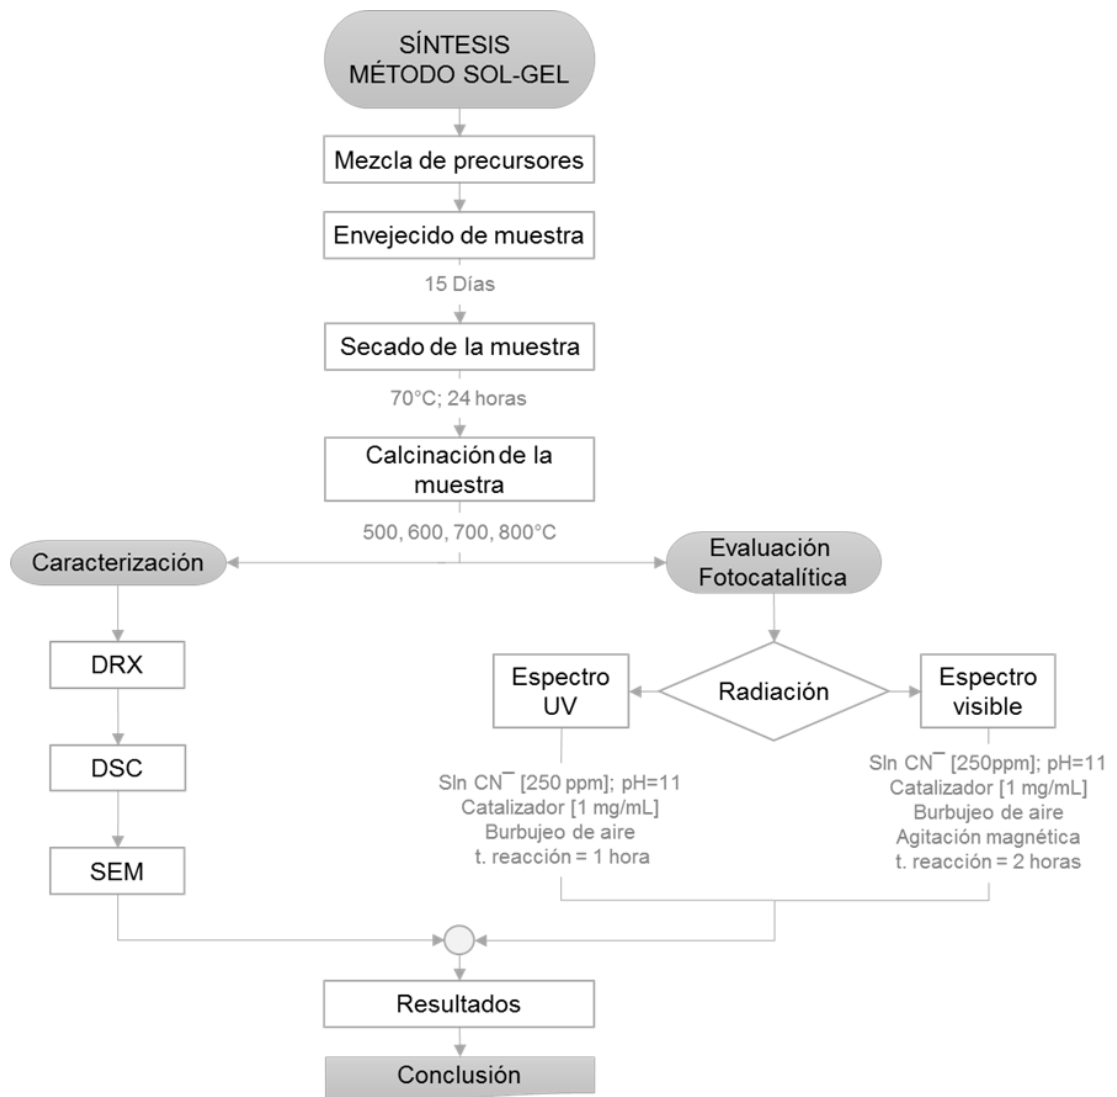 SÍNTESIS
MÉTODO SOL-GEL
Mezcla de precursores
Envejecido de muestra
15 Días
Secado de la muestra
70°C; 24 horas
Calcinación de la
muestra
500, 600, 700, 800°C
Caracterización
DRX
DSC
SEM
Evaluación
Fotocatalítica
Radiación
Espectro
UV
Sln CN¯ [250 ppm]; pH=11
Catalizador [1 mg/mL]
Burbujeo de aire
t. reacción = 1 hora
Espectro
visible
Sln CN¯ [250ppm]; pH=11
Catalizador [1 mg/mL]
Burbujeo de aire
Agitación magnética
t. reacción = 2 horas
Resultados
Conclusión